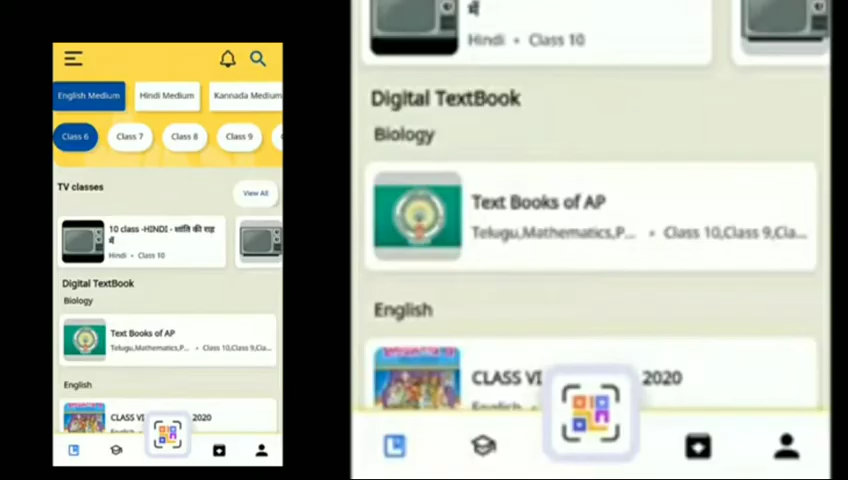 English Medium
Hindi Medium
Kannada Medium
Class 6
Class 7
Class 8
Class 9
TV classes
View All
10 class -HINDI - शांति की राह
में
Hindi • Class 10
Digital TextBook
Biology
Text Books of AP
Telugu,Mathematics,P... • Class 10,Class 9,Cla...
English
CLASS VI
2020
में
Hindi • Class 10
Digital TextBook
Biology
Text Books of AP
Telugu,Mathematics,P... • Class 10,Class 9,Cla...
English
CLASS VI
2020
English •